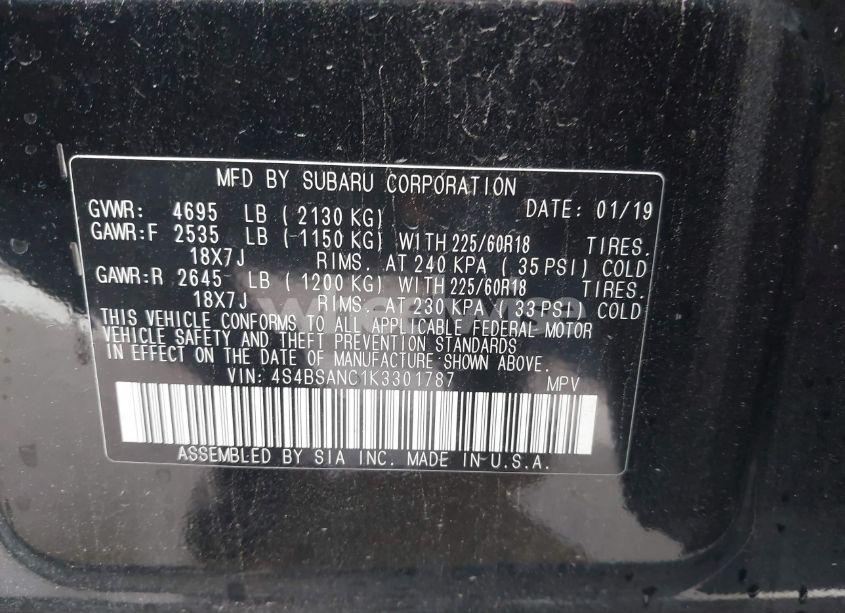 MFD BY SUBARU CORPORATION
GVWR: 4695 LB ( 2130 KG) DATE: 01/19
GAWR:F 2535 LB ( 1150 KG) WITH 225/60R18 TIRES.
18X7J RIMS. AT 240 KPA ( 35 PSI) COLD
GAWR:R 2645 LB ( 1200 KG) WITH 225/60R18 TIRES.
18X7J RIMS. AT 230 KPA ( 33 PSI) COLD
THIS VEHICLE CONFORMS TO ALL APPLICABLE FEDERAL MOTOR
VEHICLE SAFETY AND THEFT PREVENTION STANDARDS
IN EFFECT ON THE DATE OF MANUFACTURE SHOWN ABOVE.
VIN: 4S4BSANC1K3301787 MPV
ASSEMBLED BY SIA INC. MADE IN U.S.A.